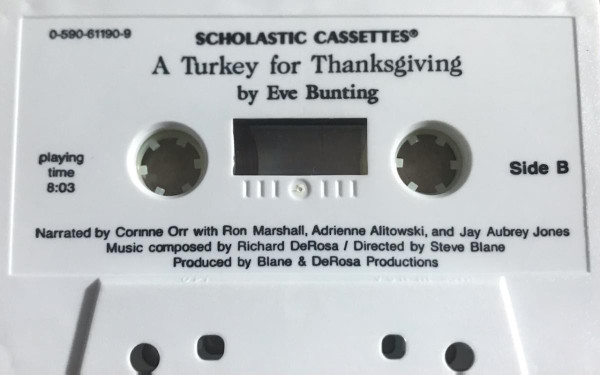 0-590-61190-9
SCHOLASTIC CASSETTES®
A Turkey for Thanksgiving
by Eve Bunting
playing
time
8:03
Side B
Narrated by Corinne Orr with Ron Marshall, Adrienne Alitowski, and Jay Aubrey Jones
Music composed by Richard DeRosa / Directed by Steve Blane
Produced by Blane & DeRosa Productions